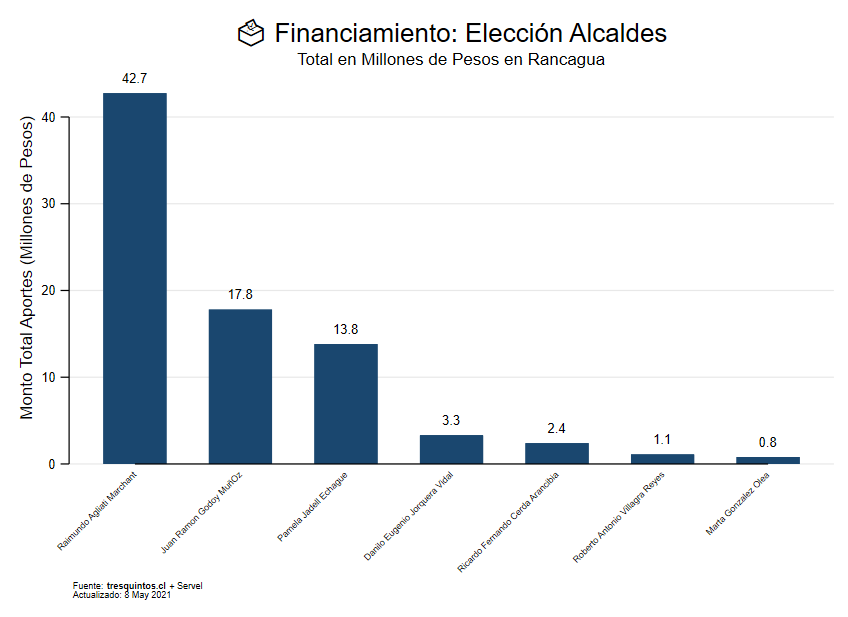 Financiamiento: Elección Alcaldes
Total en Millones de Pesos en Rancagua
Monto Total Aportes (Millones de Pesos)
40
30
20
10
0
42.7
17.8
13.8
3.3
2.4
1.1
0.8
Raimundo Agliati Marchant
Juan Ramon Godoy MuñOz
Pamela Jadell Echague
Danilo Eugenio Jorquera Vidal
Ricardo Fernando Cerda Arancibia
Roberto Antonio Villagra Reyes
Marta Gonzalez Olea
Fuente: tresquintos.cl + Servel
Actualizado: 8 May 2021